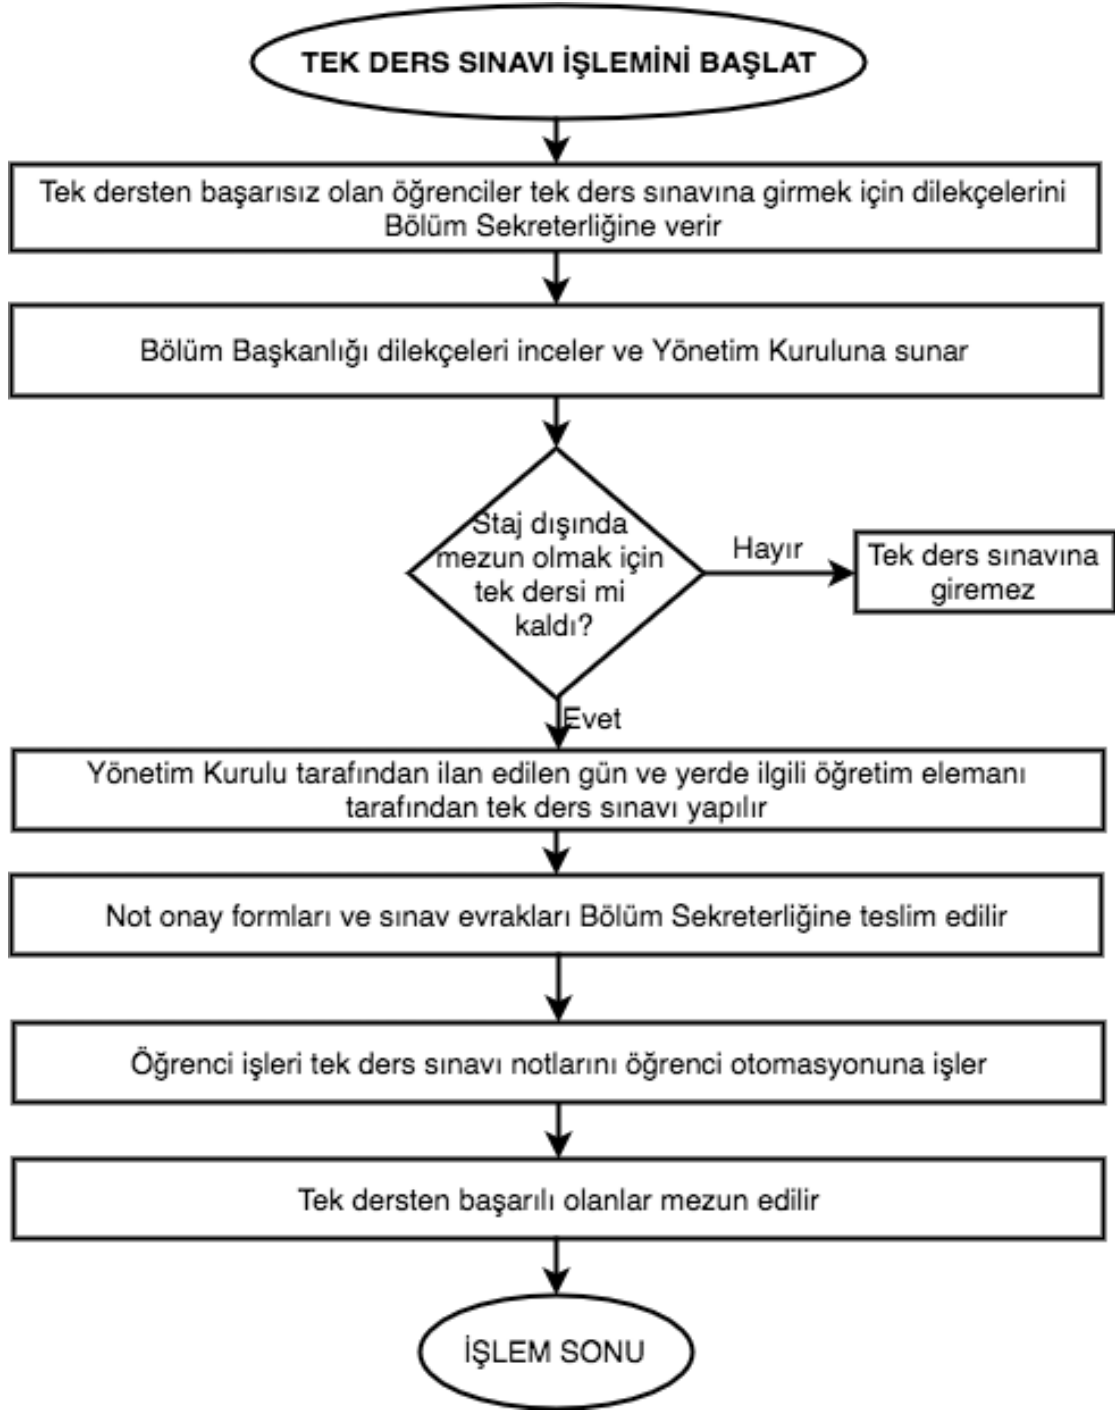 TEK DERS SINAVI İŞLEMİNİ BAŞLAT
Tek dersten başarısız olan öğrenciler tek ders sınavına girmek için dilekçelerini
Bölüm Sekreterliğine verir
Bölüm Başkanlığı dilekçeleri inceler ve Yönetim Kuruluna sunar
Staj dışında
mezun olmak için
tek dersi mi
kaldı?
Hayır
Tek ders sınavına
giremez
Evet
Yönetim Kurulu tarafından ilan edilen gün ve yerde ilgili öğretim elemanı
tarafından tek ders sınavı yapılır
Not onay formları ve sınav evrakları Bölüm Sekreterliğine teslim edilir
Öğrenci işleri tek ders sınavı notlarını öğrenci otomasyonuna işler
Tek dersten başarılı olanlar mezun edilir
İŞLEM SONU